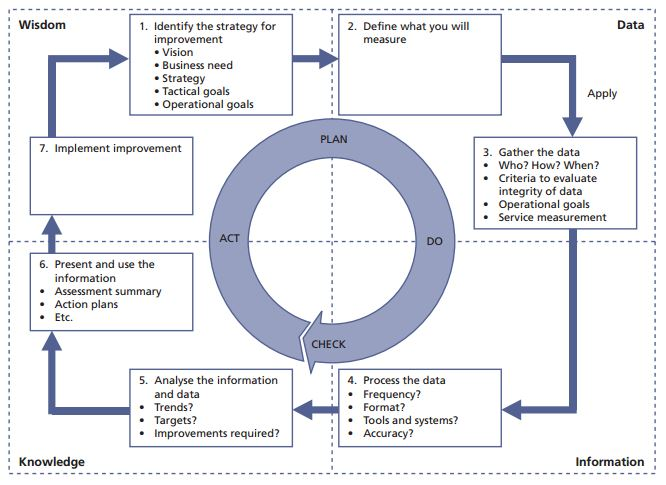 Wisdom
Data
1. Identify the strategy for
improvement
• Vision
• Business need
• Strategy
• Tactical goals
• Operational goals
2. Define what you will
measure
Apply
3. Gather the data
• Who? How? When?
• Criteria to evaluate
integrity of data
• Operational goals
• Service measurement
4. Process the data
• Frequency?
• Format?
• Tools and systems?
• Accuracy?
5. Analyse the information
and data
• Trends?
• Targets?
• Improvements required?
6. Present and use the
information
• Assessment summary
• Action plans
• Etc.
7. Implement improvement
PLAN
DO
CHECK
ACT
Knowledge
Information